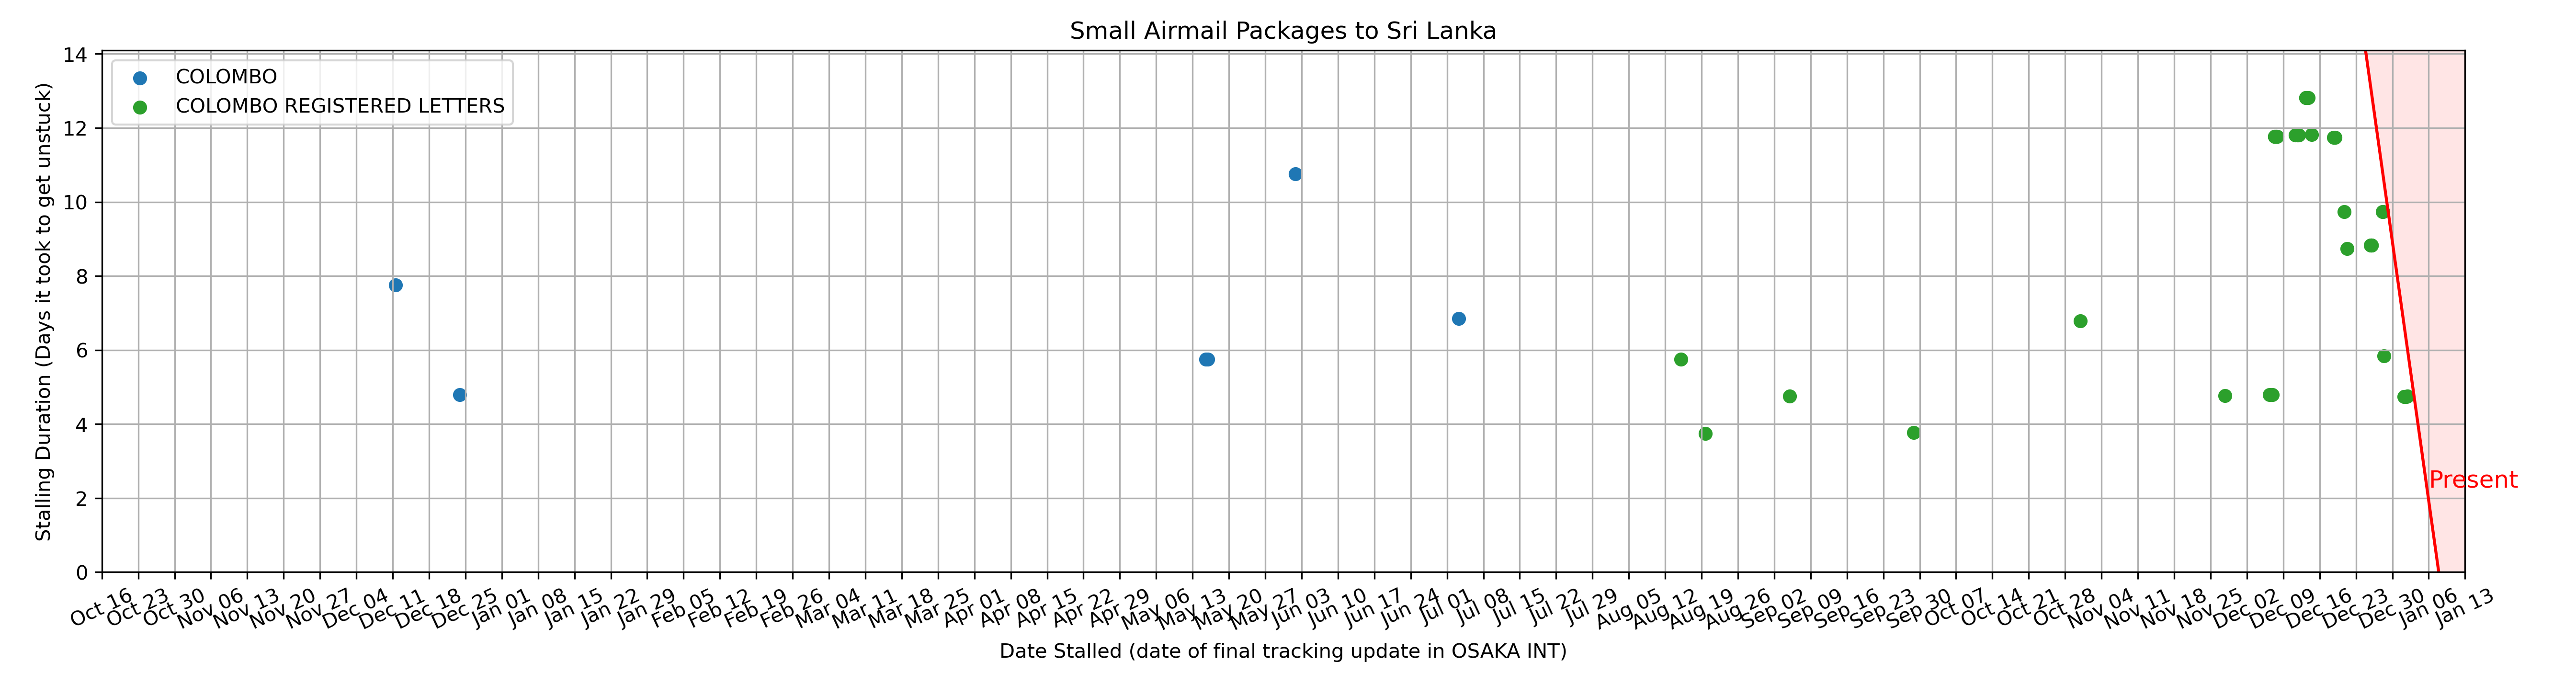 Small Airmail Packages to Sri Lanka
COLOMBO
COLOMBO REGISTERED LETTERS
Stalling Duration (Days it took to get unstuck)
14
12
10
8
6
4
2
0
Present
Oct 16 Oct 23 Oct 30 Nov 06 Nov 13 Nov 20 Nov 27 Dec 04 Dec 11 Dec 18 Dec 25 Jan 01 Jan 08 Jan 15 Jan 22 Jan 29 Feb 05 Feb 12 Feb 19 Feb 26 Mar 04 Mar 11 Mar 18 Mar 25 Apr 01 Apr 08 Apr 15 Apr 22 Apr 29 May 06 May 13 May 20 May 27 Jun 03 Jun 10 Jun 17 Jun 24 Jul 01 Jul 08 Jul 15 Jul 22 Jul 29 Aug 05 Aug 12 Aug 19 Aug 26 Sep 02 Sep 09 Sep 16 Sep 23 Sep 30 Oct 07 Oct 14 Oct 21 Oct 28 Nov 04 Nov 11 Nov 18 Nov 25 Dec 02 Dec 09 Dec 16 Dec 23 Dec 30 Jan 06 Jan 13
Date Stalled (date of final tracking update in OSAKA INT)